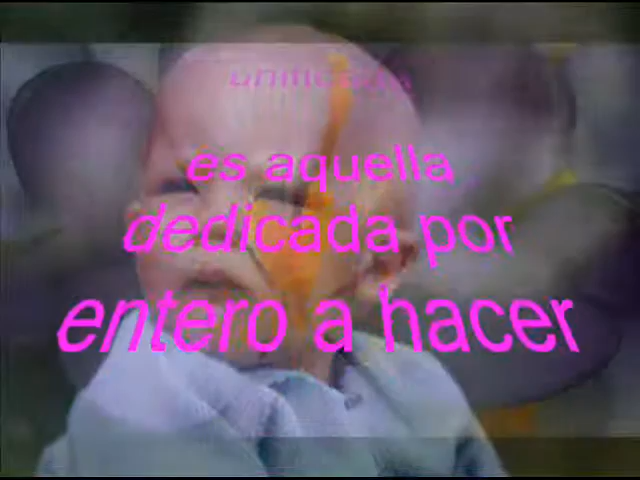 es aquella
dedicada por
entero a hacer